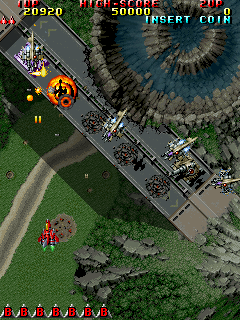 1UP HIGH-SCORE 2UP
20920 50000 0
INSERT COIN
B B B B B B B